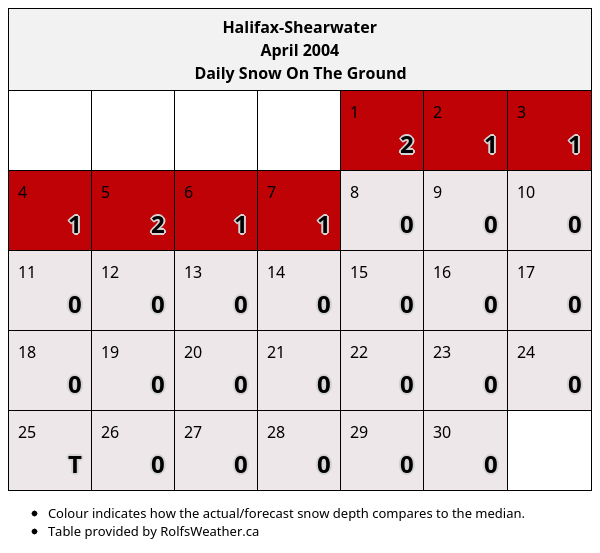 Halifax-Shearwater
April 2004
Daily Snow On The Ground
1 2 3
2 1 1
4 5 6 7 8 9 10
1 2 1 1 0 0 0
11 12 13 14 15 16 17
0 0 0 0 0 0 0
18 19 20 21 22 23 24
0 0 0 0 0 0 0
25 26 27 28 29 30
T 0 0 0 0 0
• Colour indicates how the actual/forecast snow depth compares to the median.
• Table provided by RolfsWeather.ca